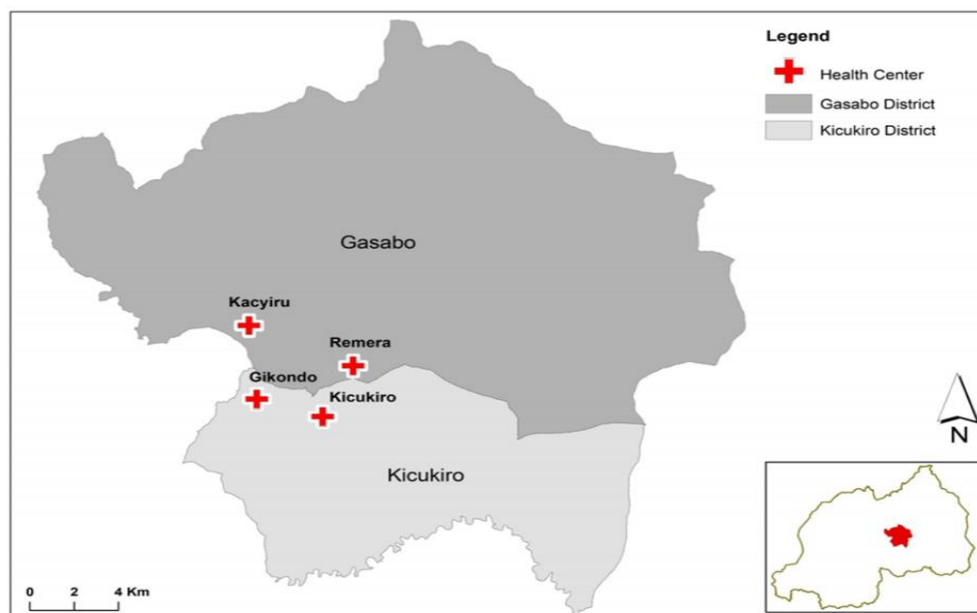 Legend
Health Center
Gasabo District
Kicukiro District
Gasabo
Kacyiru
Remera
Gikondo
Kicukiro
Kicukiro
N
0 2 4 Km